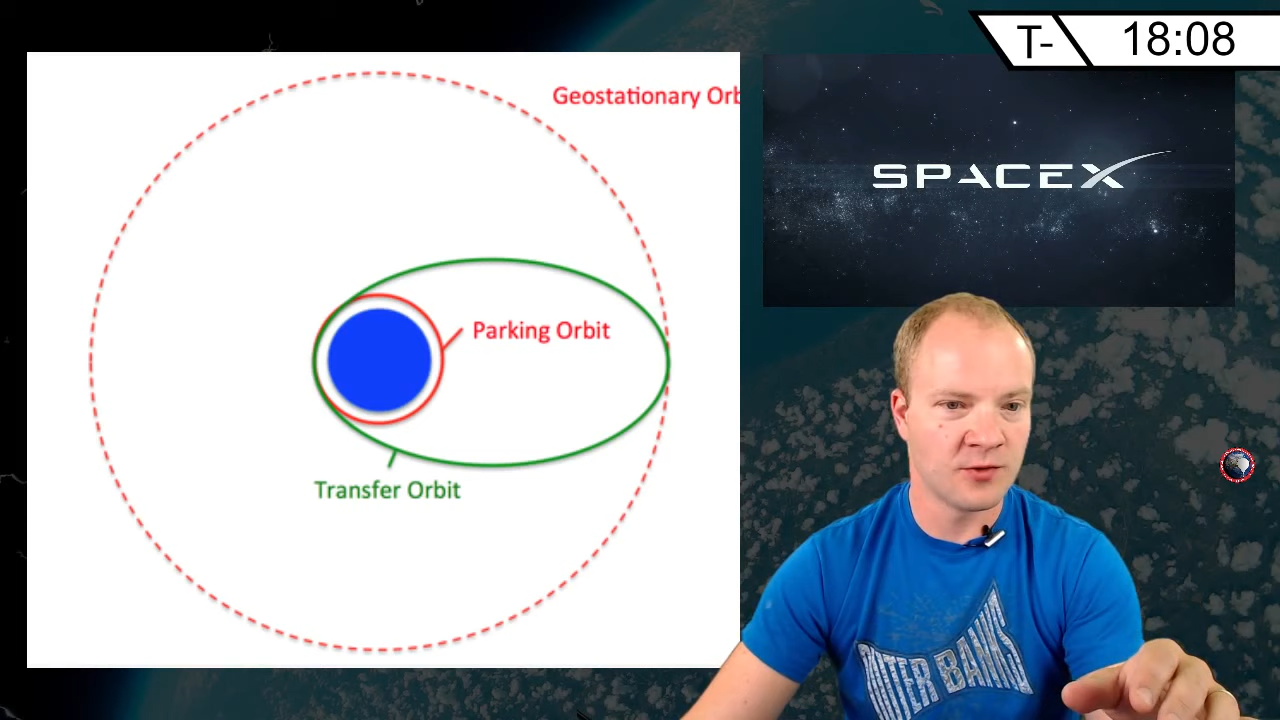 T- 18:08
Geostationary Orb
SPACEX
Parking Orbit
Transfer Orbit
OUTER BANKS